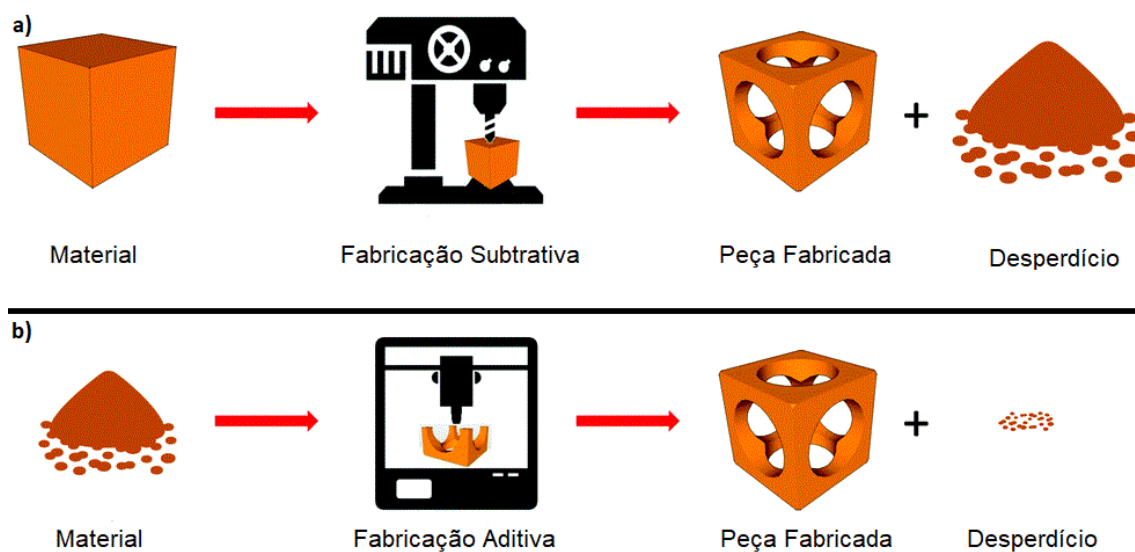 a)
Material
Fabricação Subtrativa
Peça Fabricada
+
Desperdício
b)
Material
Fabricação Aditiva
Peça Fabricada
+
Desperdício